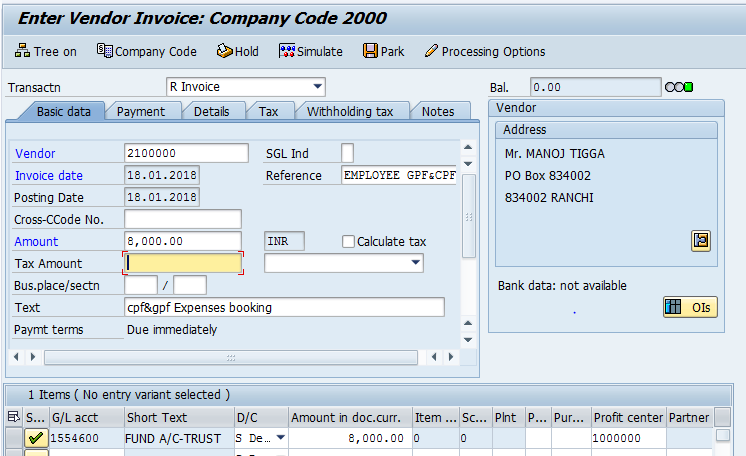 Enter Vendor Invoice: Company Code 2000
Tree on Company Code Hold Simulate Park Processing Options
Transactn R Invoice Bal. 0.00
Basic data Payment Details Tax Withholding tax Notes
Vendor
Address
Vendor 2100000 SGL Ind
Mr. MANOJ TIGGA
Invoice date 18.01.2018 Reference EMPLOYEE GPF&CPF
PO Box 834002
Posting Date 18.01.2018
834002 RANCHI
Cross-CCode No.
Amount 8,000.00 INR Calculate tax
Tax Amount
Bus.place/sectn /
Bank data: not available
Text cpf&gpf Expenses booking
OIs
Paymt terms Due immediately
1 Items ( No entry variant selected )
S... G/L acct Short Text D/C Amount in doc.curr. Item ... Sc... Plnt P... Pur... Profit center Partner
1554600 FUND A/C-TRUST S De... 8,000.00 0 0 1000000